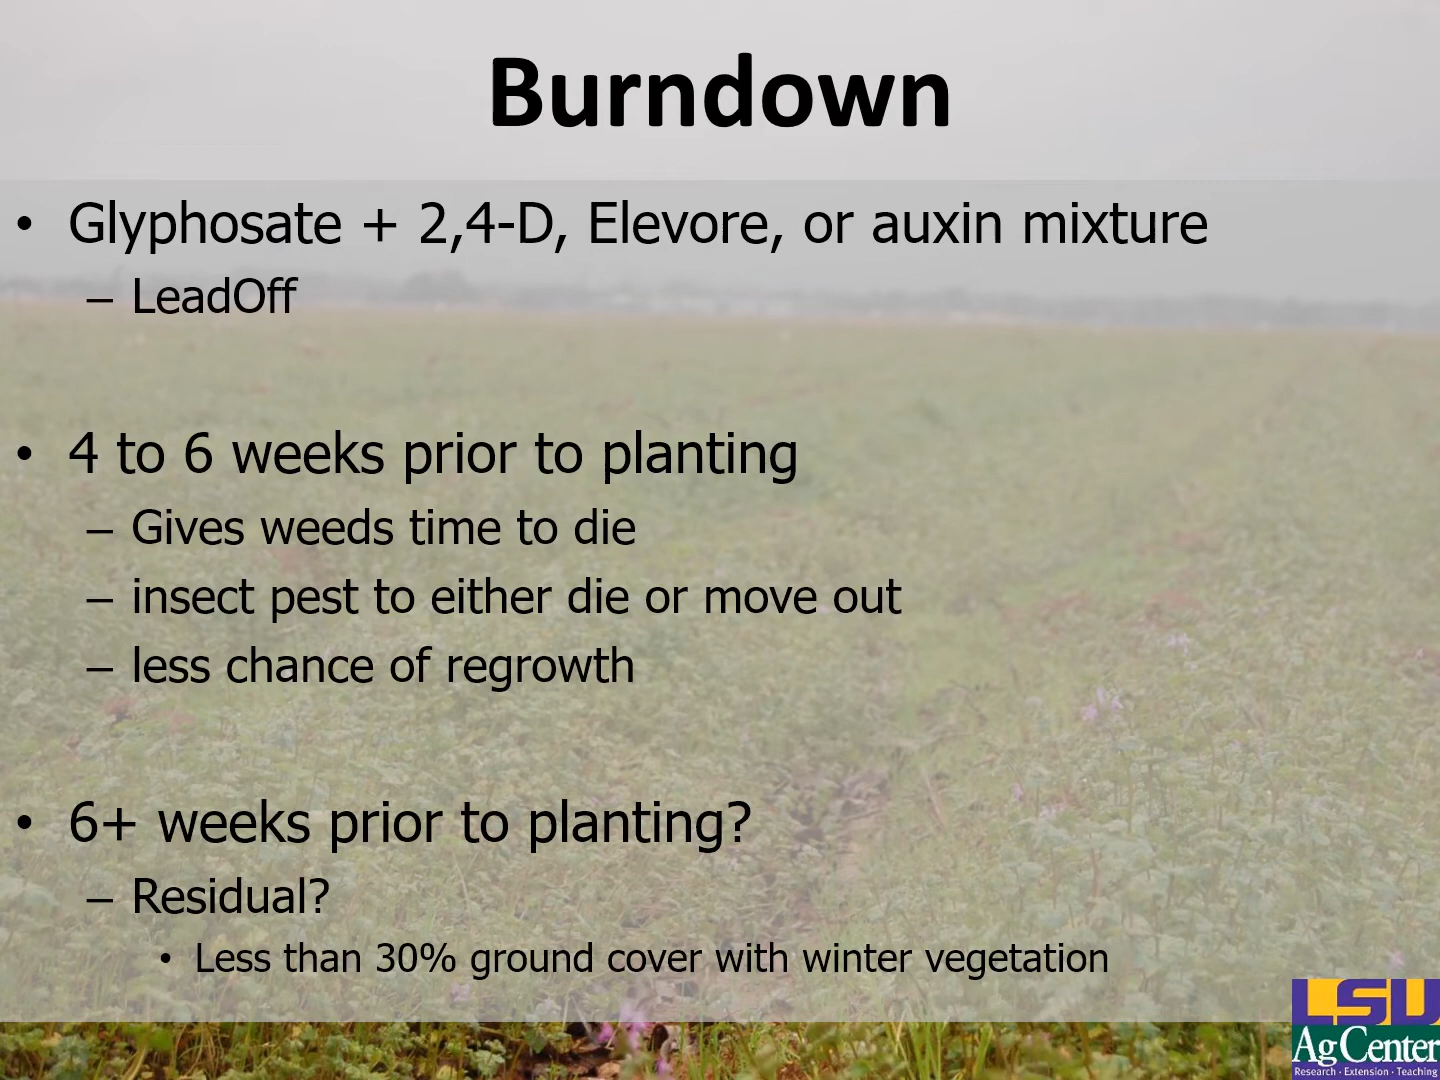 Burndown
• Glyphosate + 2,4-D, Elevore, or auxin mixture
– LeadOff
• 4 to 6 weeks prior to planting
– Gives weeds time to die
– insect pest to either die or move out
– less chance of regrowth
• 6+ weeks prior to planting?
– Residual?
• Less than 30% ground cover with winter vegetation
LSU
AgCenter
Research · Extension · Teaching